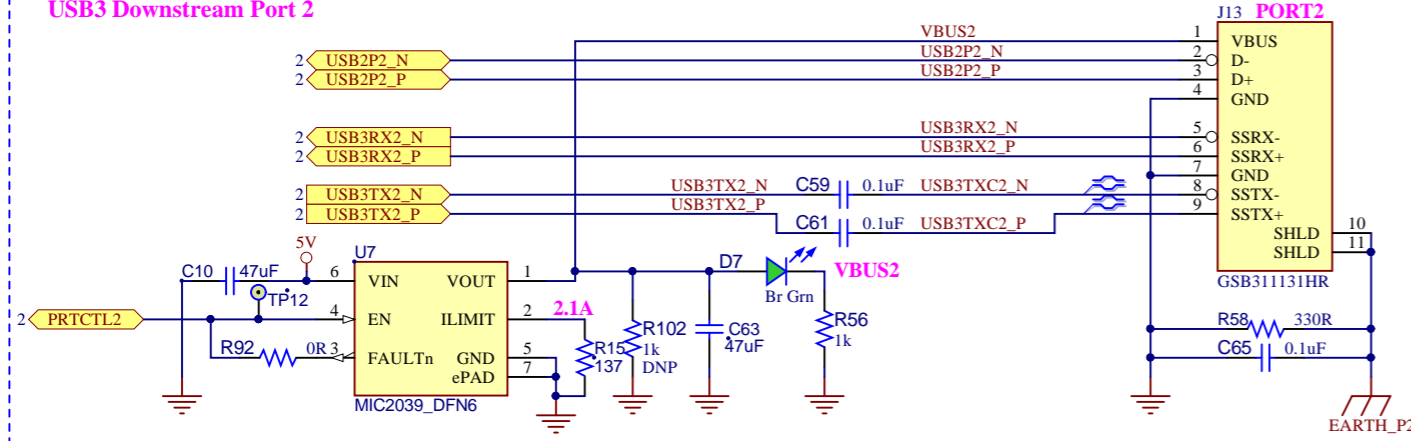 USB3 Downstream Port 2
J13 PORT2
VBUS2 1 VBUS
2 USB2P2_N USB2P2_N 2 D-
2 USB2P2_P USB2P2_P 3 D+
4 GND
2 USB3RX2_N USB3RX2_N 5 SSRX-
2 USB3RX2_P USB3RX2_P 6 SSRX+
7 GND
2 USB3TX2_N USB3TX2_N C59 0.1uF USB3TXC2_N 8 SSTX-
2 USB3TX2_P USB3TX2_P C61 0.1uF USB3TXC2_P 9 SSTX+
SHLD 10
SHLD 11
GSB311131HR
5V U7
C10 47uF 6 VIN VOUT 1
D7 VBUS2
Br Grn
TP12
2 PRTCTL2 4 EN ILIMIT 2 2.1A
R92 0R 3 FAULTn GND 5
ePAD 7
MIC2039_DFN6
R15 137
R102 1k DNP
C63 47uF
R56 1k
R58 330R
C65 0.1uF
EARTH_P2